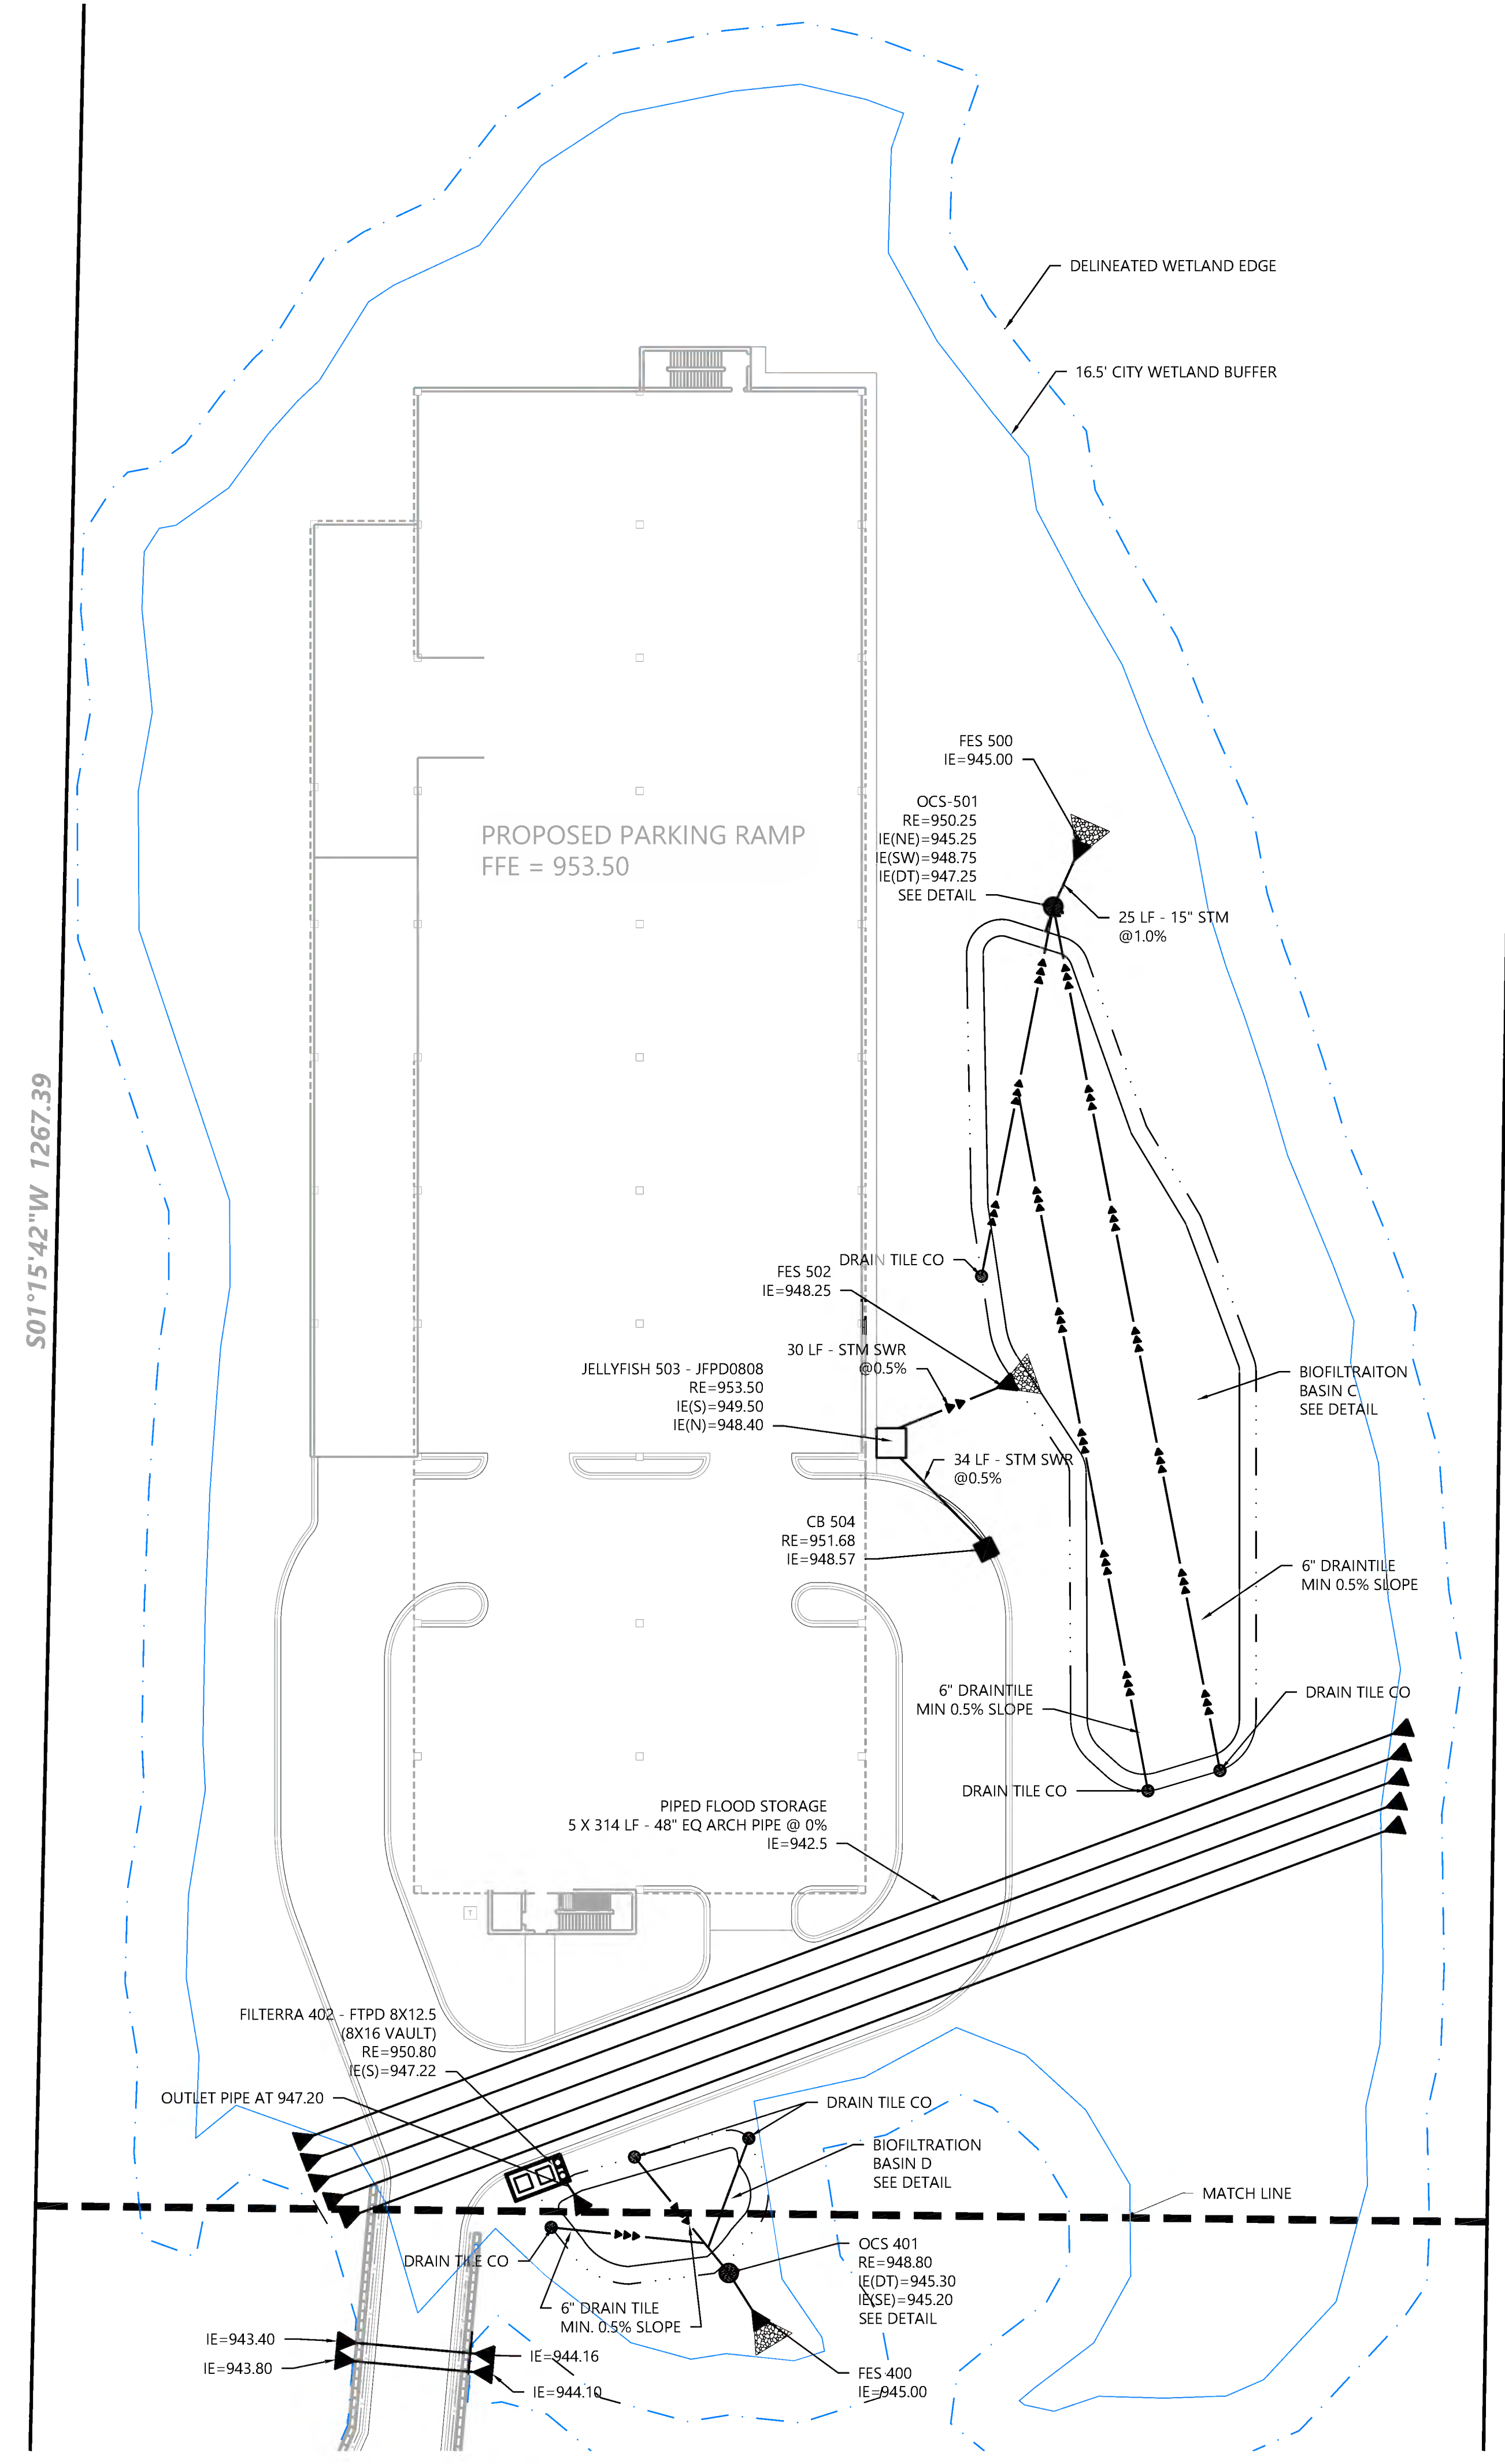 DELINEATED WETLAND EDGE
16.5' CITY WETLAND BUFFER
FES 500
IE=945.00
OCS-501
RE=950.25
IE(NE)=945.25
IE(SW)=948.75
IE(DT)=947.25
SEE DETAIL
PROPOSED PARKING RAMP
FFE = 953.50
25 LF - 15" STM
@1.0%
S01°15'42"W 1267.39
DRAIN TILE CO
FES 502
IE=948.25
30 LF - STM SWR
@0.5%
JELLYFISH 503 - JFPD0808
RE=953.50
IE(S)=949.50
IE(N)=948.40
BIOFILTRAITON
BASIN C
SEE DETAIL
34 LF - STM SWR
@0.5%
CB 504
RE=951.68
IE=948.57
6" DRAINTILE
MIN 0.5% SLOPE
6" DRAINTILE
MIN 0.5% SLOPE
DRAIN TILE CO
DRAIN TILE CO
PIPED FLOOD STORAGE
5 X 314 LF - 48" EQ ARCH PIPE @ 0%
IE=942.5
T
FILTERRA 402 - FTPD 8X12.5
(8X16 VAULT)
RE=950.80
IE(S)=947.22
OUTLET PIPE AT 947.20
DRAIN TILE CO
BIOFILTRATION
BASIN D
SEE DETAIL
MATCH LINE
DRAIN TILE CO
OCS 401
RE=948.80
IE(DT)=945.30
IE(SE)=945.20
SEE DETAIL
6" DRAIN TILE
MIN. 0.5% SLOPE
IE=943.40
IE=943.80
IE=944.16
IE=944.10
FES 400
IE=945.00